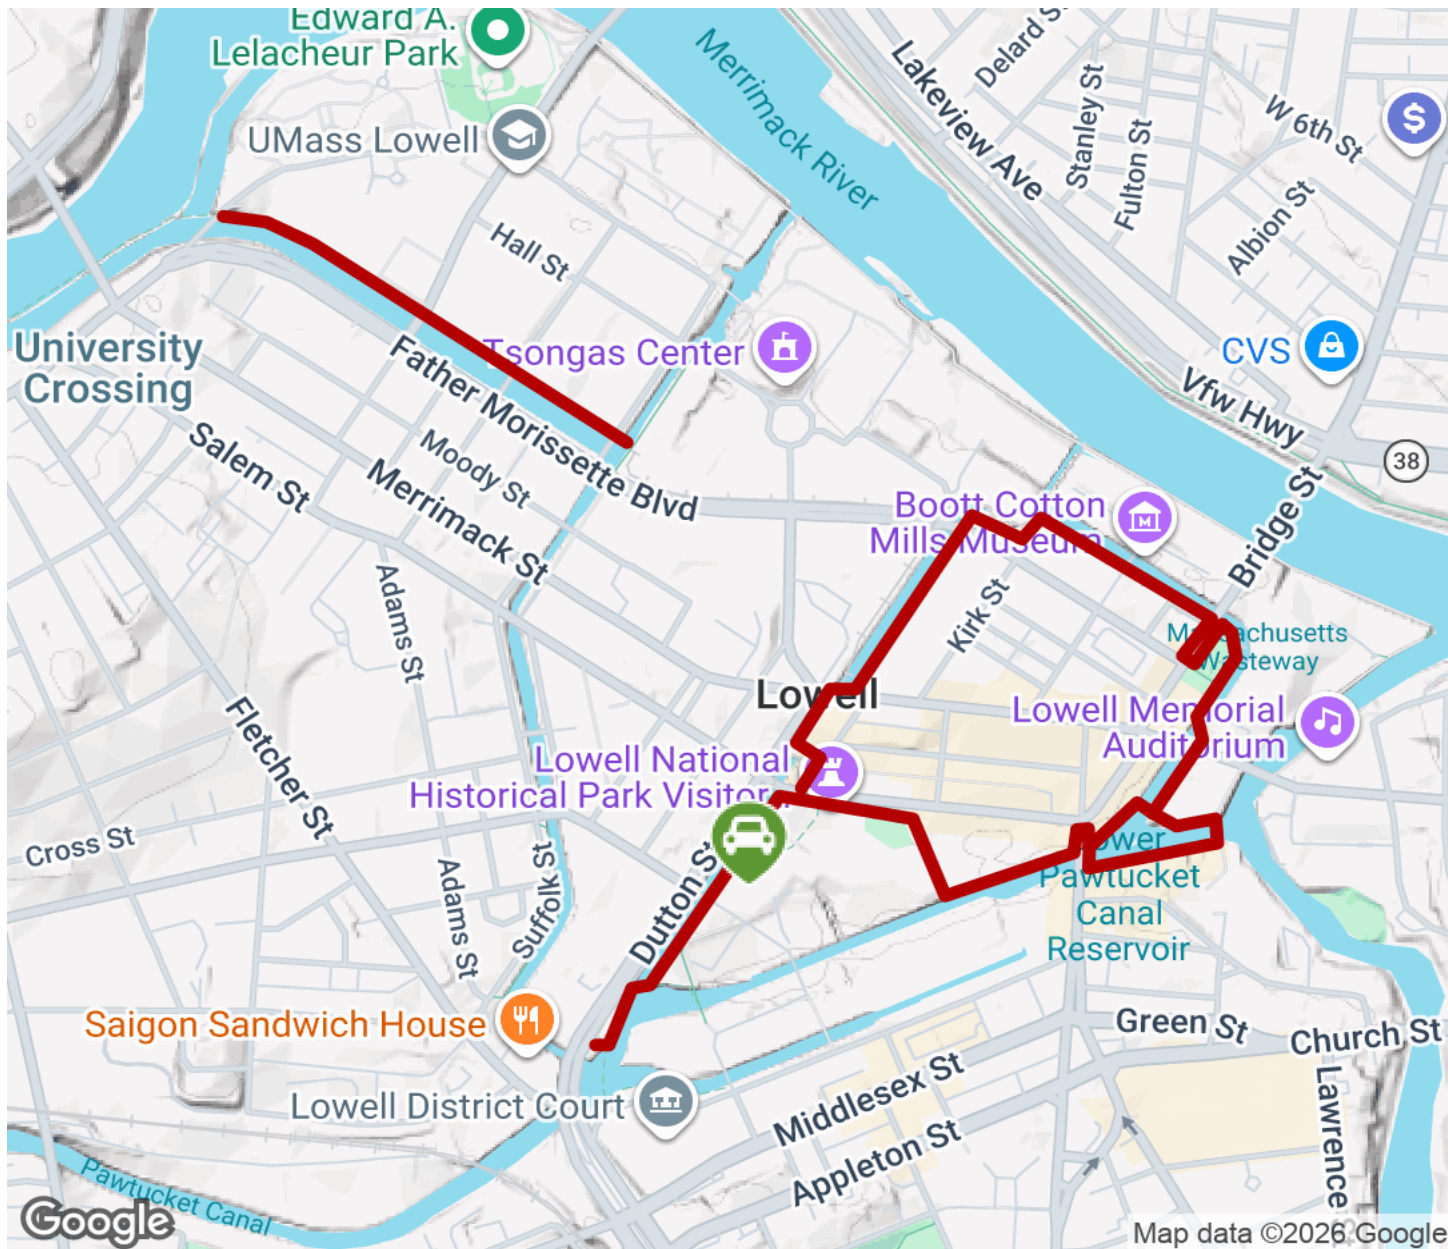 Edward A.
Lelacheur Park
UMass Lowell
Merrimack River
Lakeview Ave
Delard St
Stanley St
Fulton St
W 6th St
Albion St
Hall St
University
Crossing
Tsongas Center
CVS
Vfw Hwy
38
Father Morissette Blvd
Salem St
Moody St
Merrimack St
Adams St
Boott Cotton
Mills Museum
Bridge St
Kirk St
Massachusetts
Wasteway
Lowell
Lowell Memorial
Auditorium
Lowell National
Historical Park Visitor
Fletcher St
Cross St
Adams St
Suffolk St
Dutton St
Lower
Pawtucket
Canal
Reservoir
Saigon Sandwich House
Green St
Church St
Lowell District Court
Middlesex St
Appleton St
Lawrence St
Pawtucket Canal
Google
Map data ©2026 Google